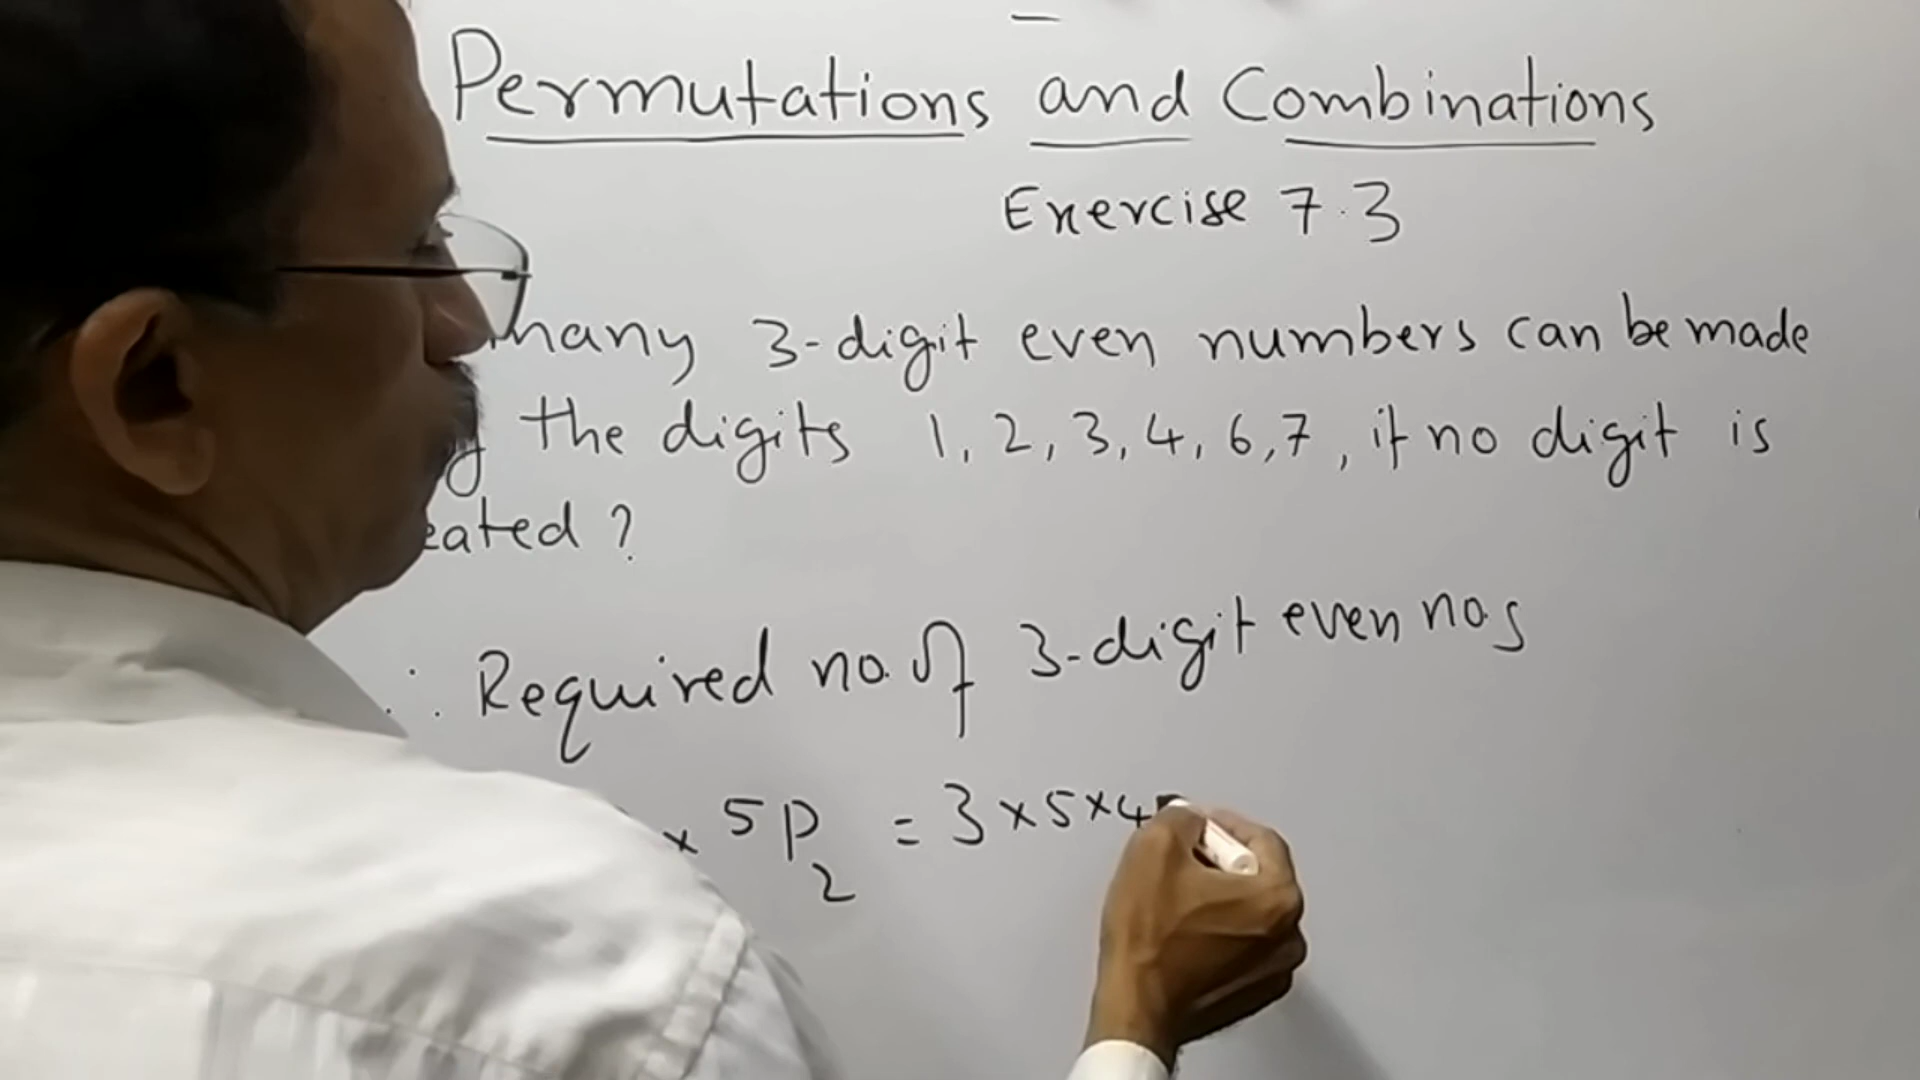 Permutations and Combinations
Exercise 7.3
many 3-digit even numbers can be made
the digits 1, 2, 3, 4, 6, 7, if no digit is
eated ?
∴ Required no. of 3-digit even nos
× 5P2 = 3×5×4